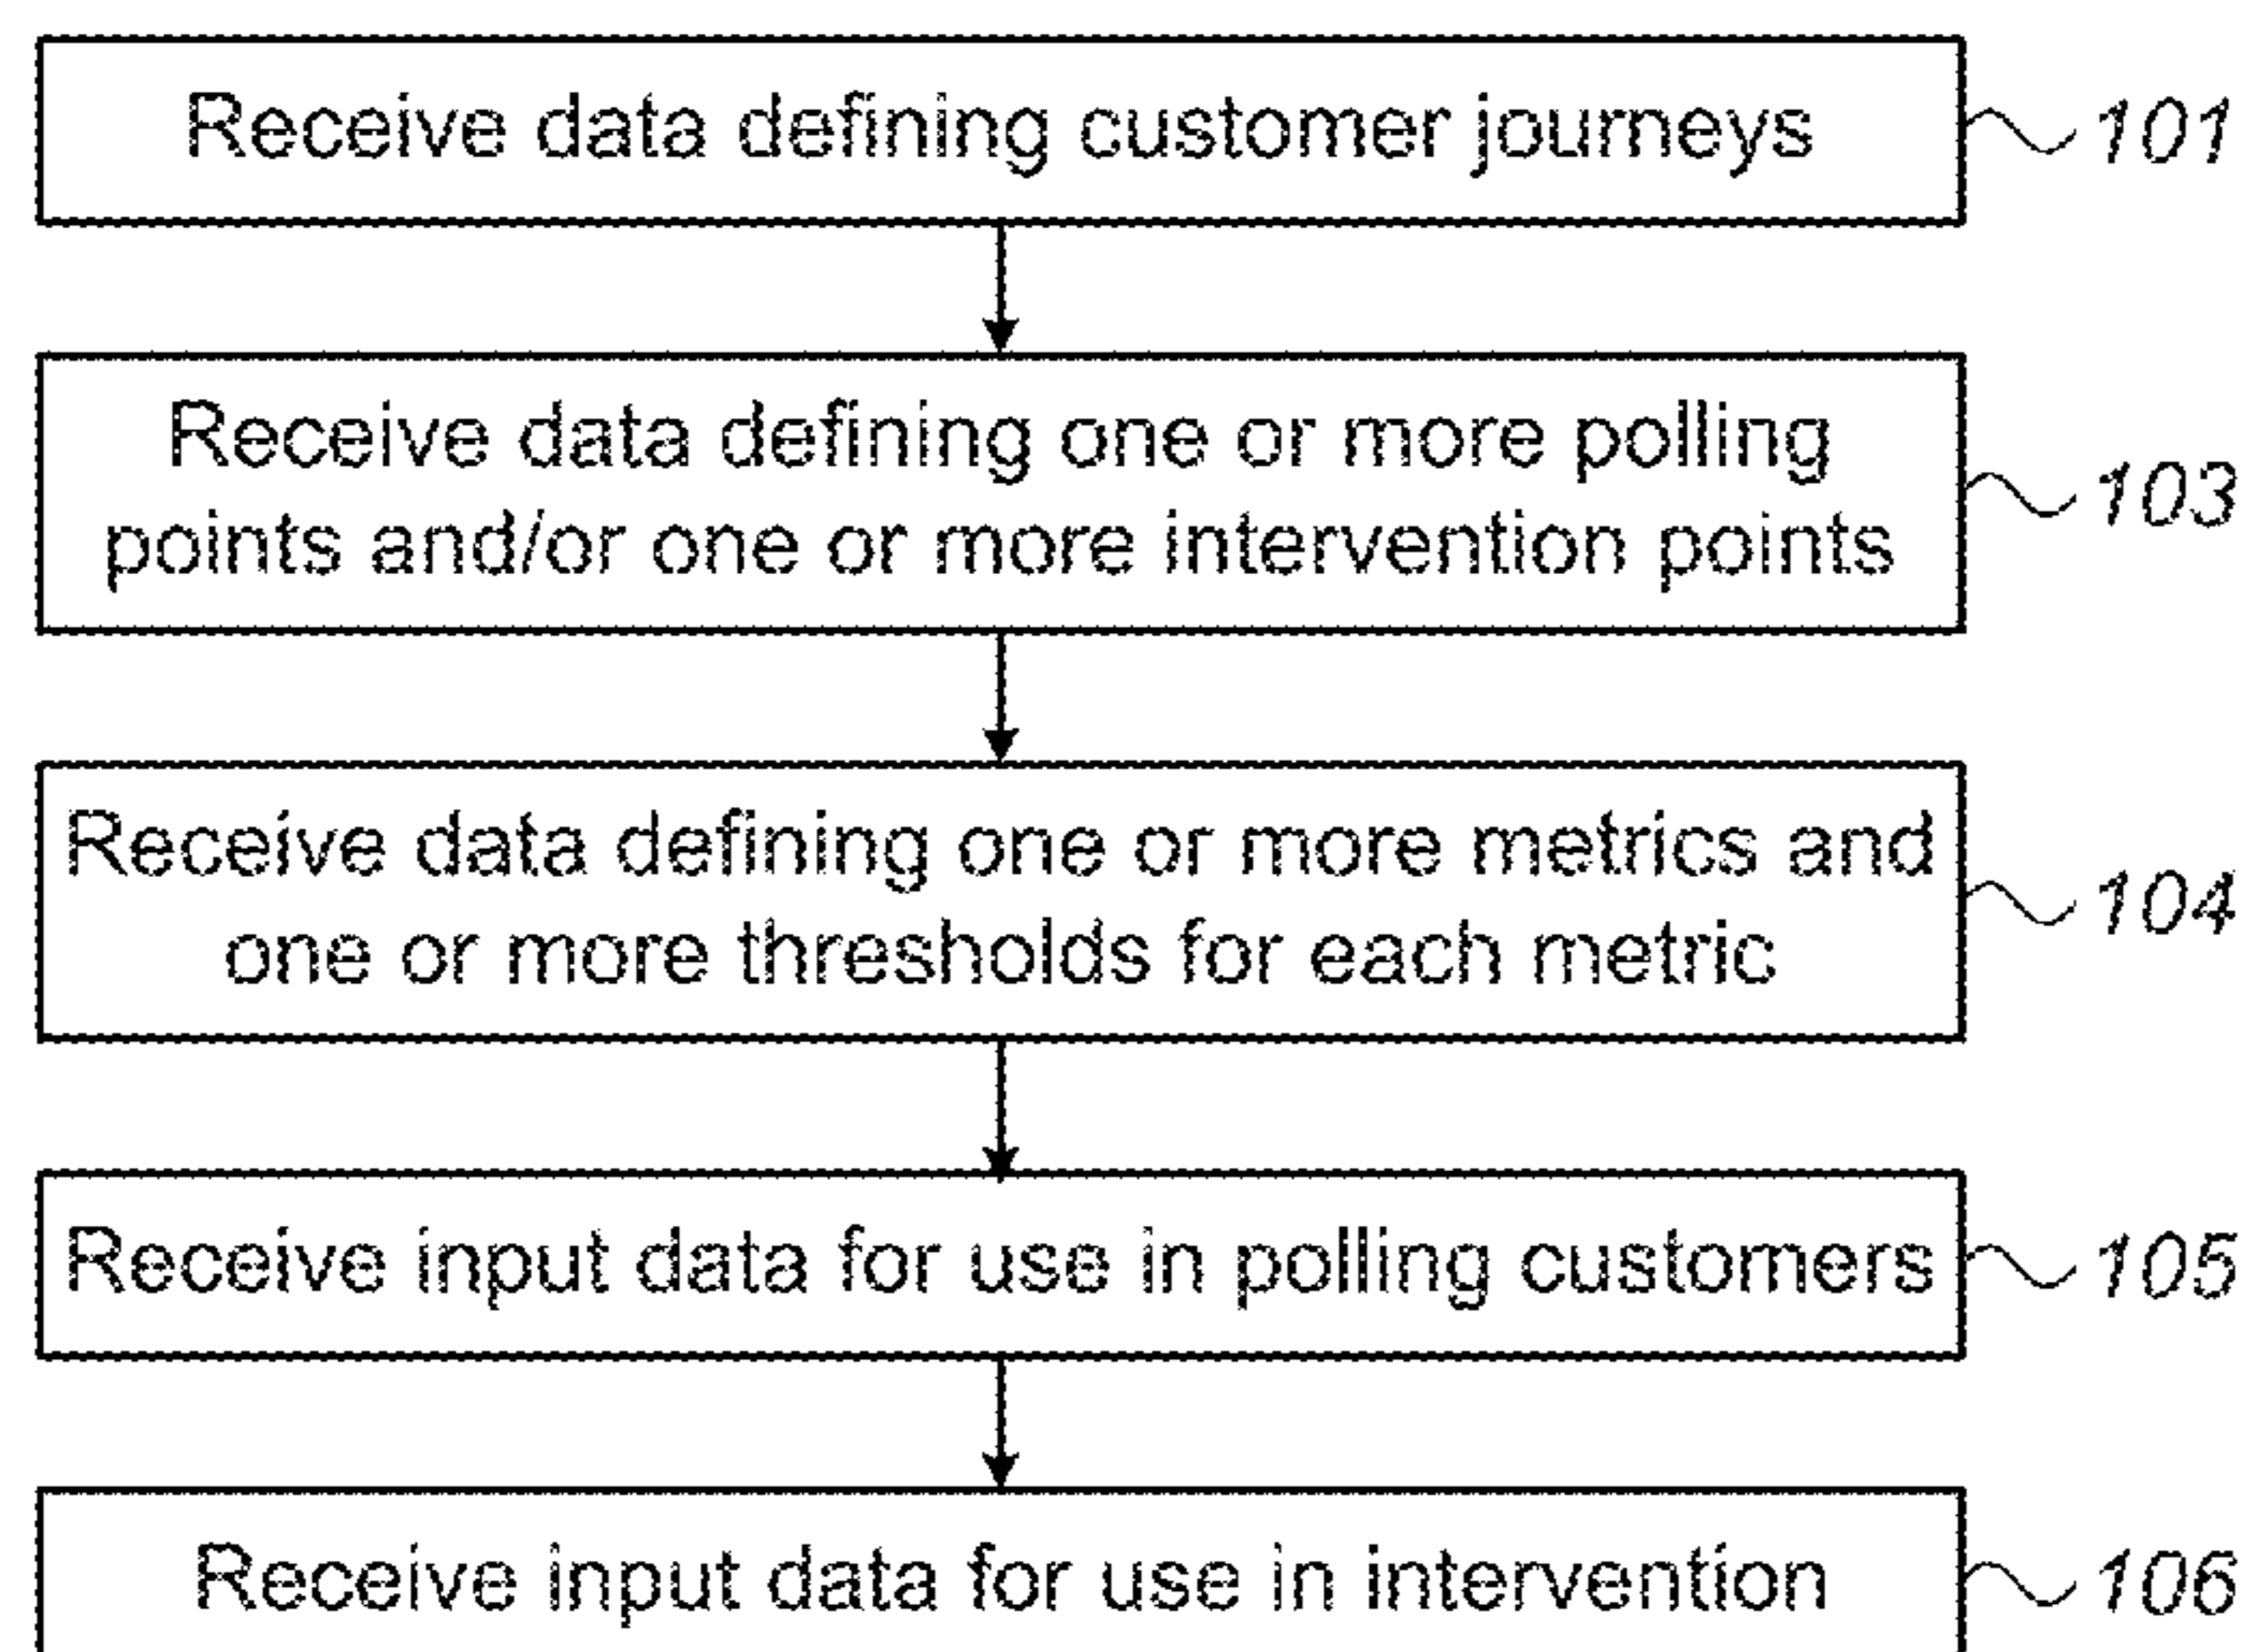 Receive data defining customer journeys
101
Receive data defining one or more polling
points and/or one or more intervention points
103
Receive data defining one or more metrics and
one or more thresholds for each metric
104
Receive input data for use in polling customers
105
Receive input data for use in intervention
106